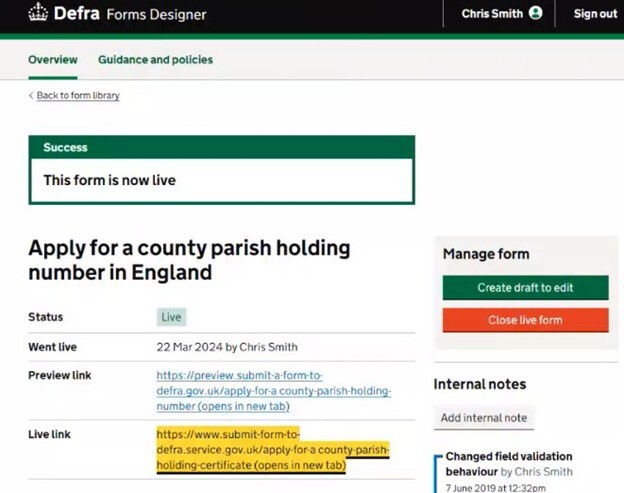 Defra Forms Designer
Chris Smith
Sign out
Overview
Guidance and policies
< Back to form library
Success
This form is now live
Apply for a county parish holding
number in England
Status
Live
Went live
22 Mar 2024 by Chris Smith
Preview link
https://preview.submit-a-form-to-
defra.gov.uk/apply-for-a county-parish-holding-
number (opens in new tab)
Live link
https://www.submit-form-to-
defra.service.gov.uk/apply-for-a county-parish-
holding-certificate (opens in new tab)
Manage form
Create draft to edit
Close live form
Internal notes
Add internal note
Changed field validation
behaviour by Chris Smith
7 June 2019 at 12:32pm